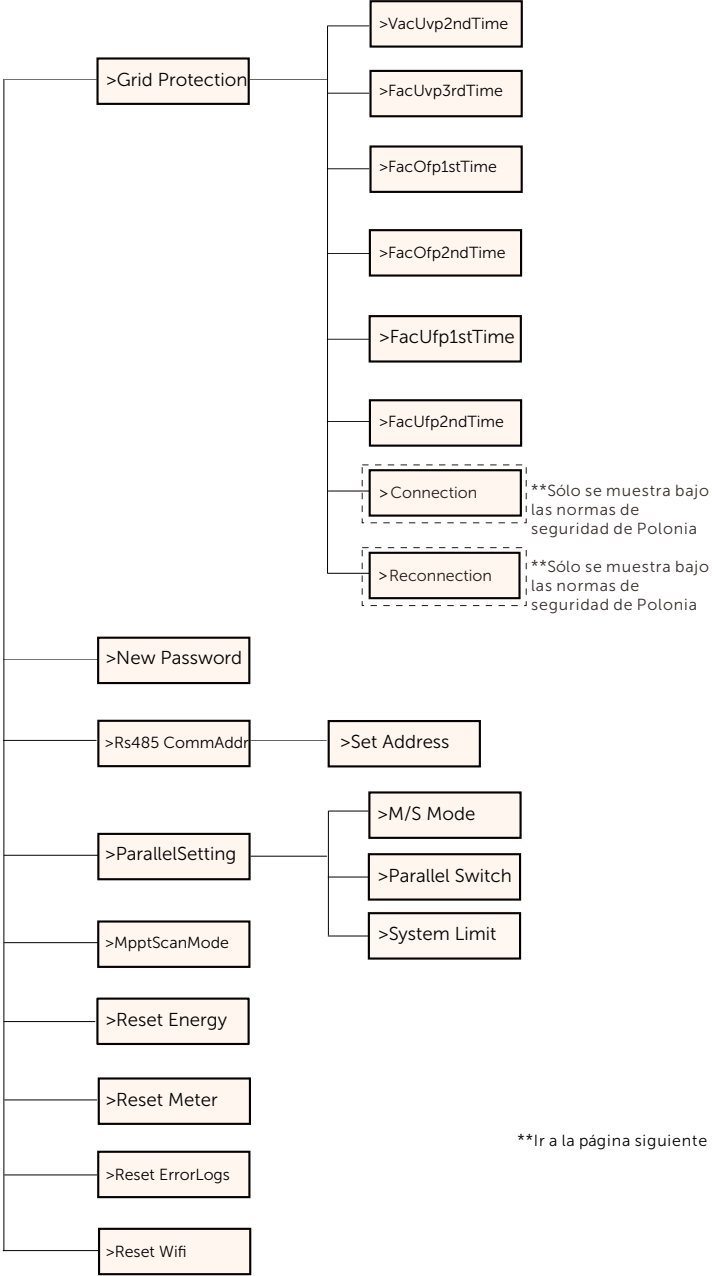 >VacUvp2ndTime
>Grid Protection
>FacUvp3rdTime
>FacOfp1stTime
>FacOfp2ndTime
>FacUfp1stTime
>FacUfp2ndTime
>Connection
**Sólo se muestra bajo
las normas de
seguridad de Polonia
>Reconnection
**Sólo se muestra bajo
las normas de
seguridad de Polonia
>New Password
>Rs485 CommAddr
>Set Address
>ParallelSetting
>M/S Mode
>Parallel Switch
>System Limit
>MpptScanMode
>Reset Energy
>Reset Meter
**Ir a la página siguiente
>Reset ErrorLogs
>Reset Wifi